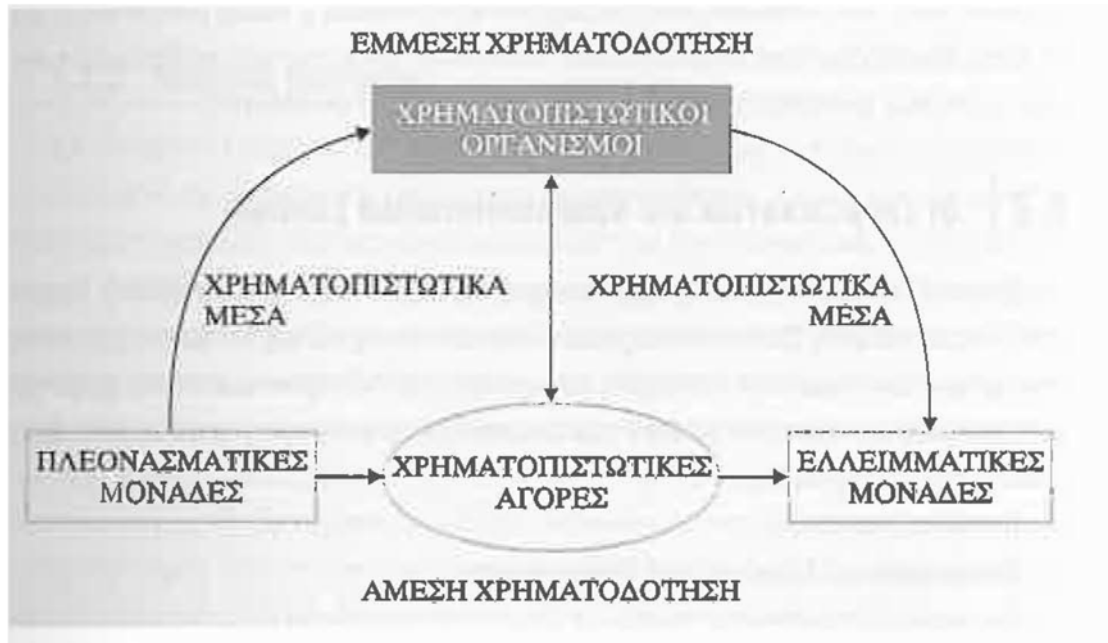 ΕΜΜΕΣΗ ΧΡΗΜΑΤΟΔΟΤΗΣΗ
ΧΡΗΜΑΤΟΠΙΣΤΩΤΙΚΟΙ
ΟΡΓΑΝΙΣΜΟΙ
ΧΡΗΜΑΤΟΠΙΣΤΩΤΙΚΑ
ΜΕΣΑ
ΧΡΗΜΑΤΟΠΙΣΤΩΤΙΚΑ
ΜΕΣΑ
ΠΛΕΟΝΑΣΜΑΤΙΚΕΣ
ΜΟΝΑΔΕΣ
ΧΡΗΜΑΤΟΠΙΣΤΩΤΙΚΕΣ
ΑΓΟΡΕΣ
ΕΛΛΕΙΜΜΑΤΙΚΕΣ
ΜΟΝΑΔΕΣ
ΑΜΕΣΗ ΧΡΗΜΑΤΟΔΟΤΗΣΗ